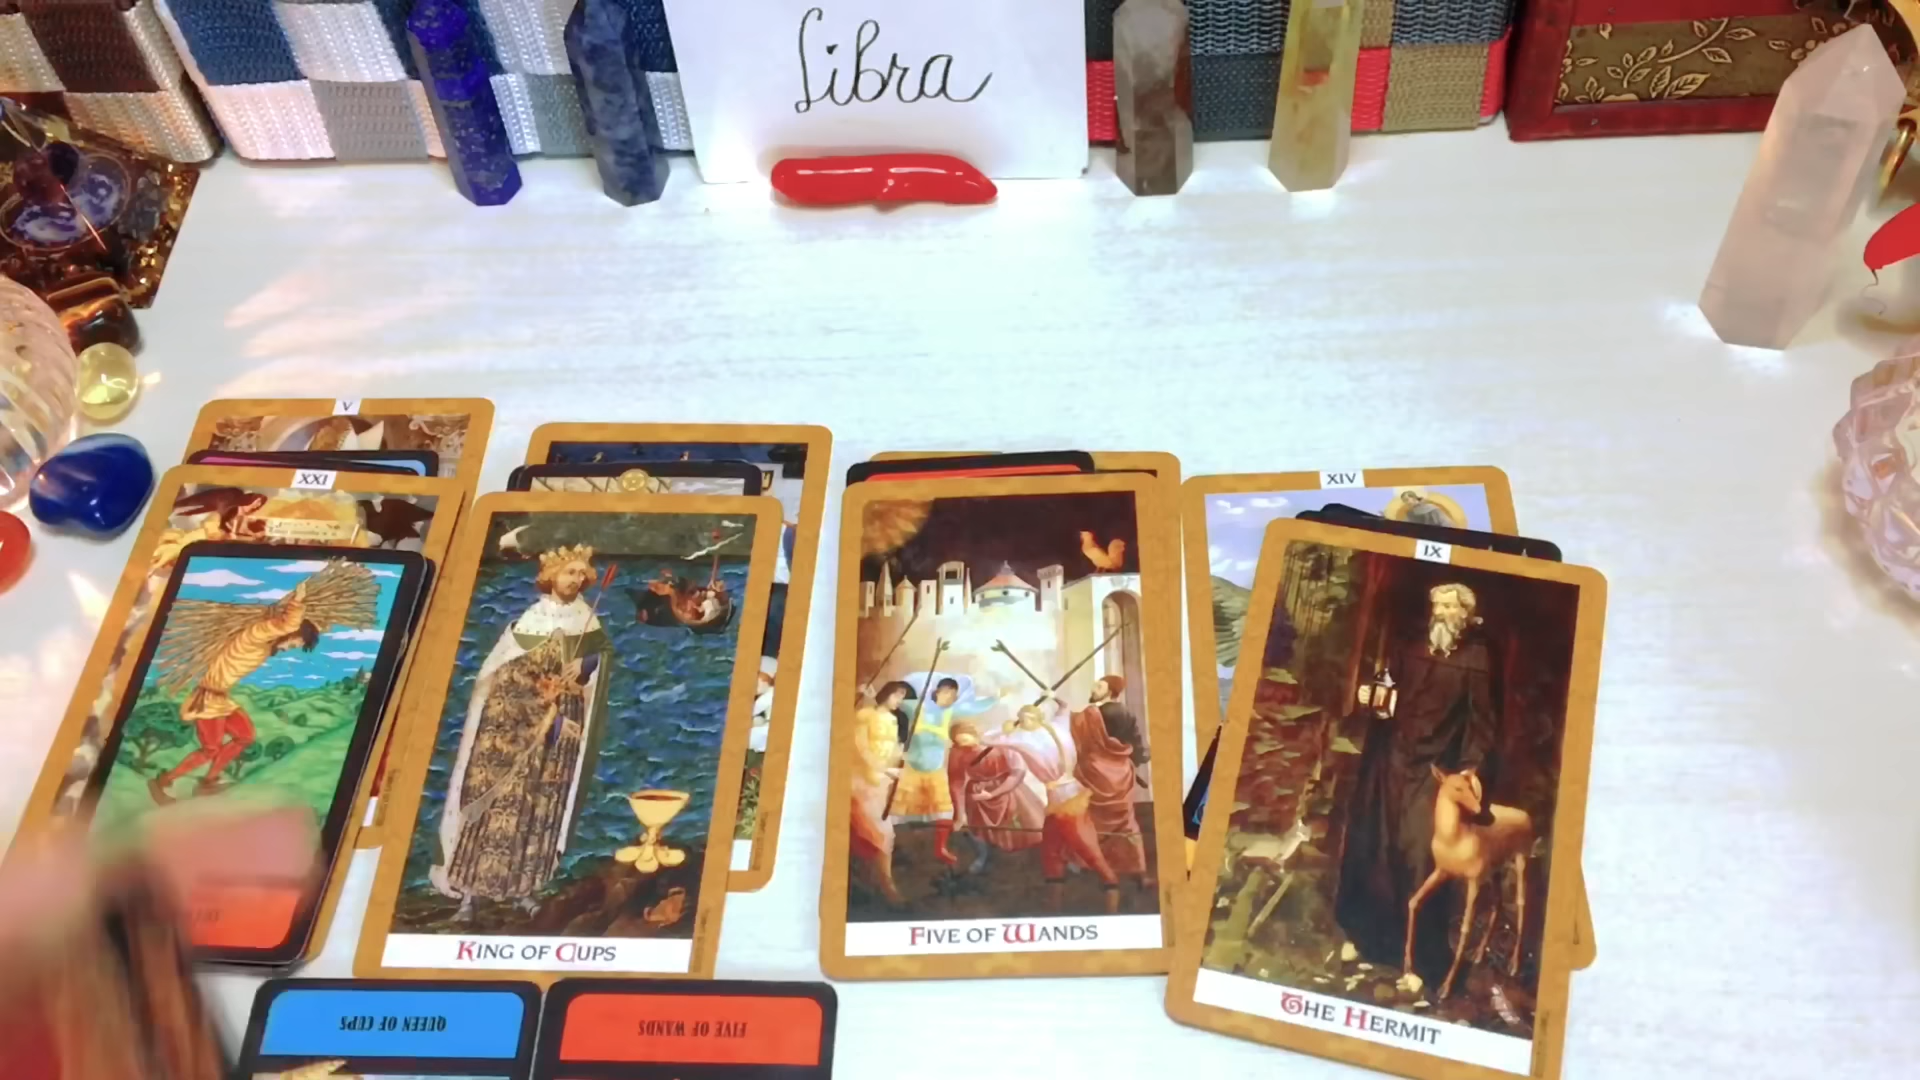 Libra
V
XXI
XIV
IX
KING OF CUPS
FIVE OF WANDS
THE HERMIT
QUEEN OF CUPS
FIVE OF WANDS